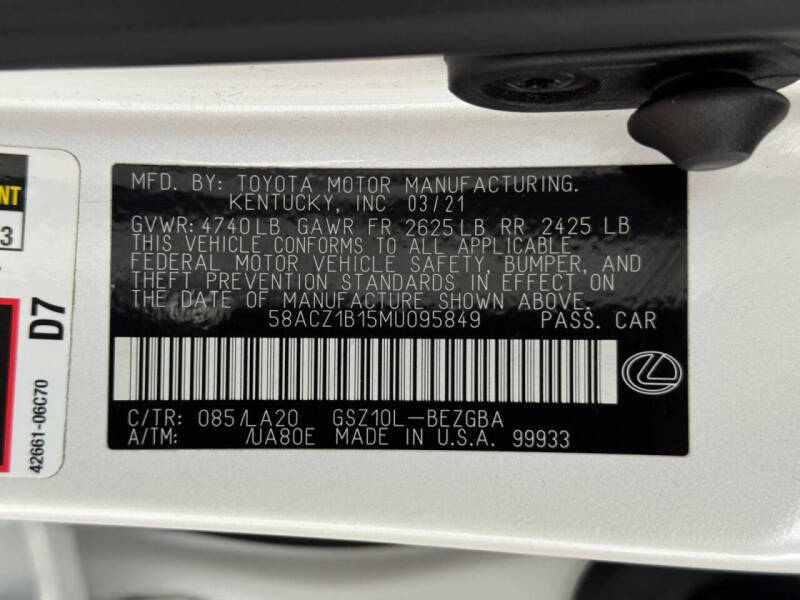 MFD. BY: TOYOTA MOTOR MANUFACTURING.
KENTUCKY, INC 03/21
GVWR: 4740LB GAWR FR 2625LB RR 2425 LB
THIS VEHICLE CONFORMS TO ALL APPLICABLE
FEDERAL MOTOR VEHICLE SAFETY, BUMPER, AND
THEFT PREVENTION STANDARDS IN EFFECT ON
THE DATE OF MANUFACTURE SHOWN ABOVE.
58ACZ1B15MU095849 PASS. CAR
C/TR: 085/LA20 GSZ10L-BEZGBA
A/TM: /UA80E MADE IN U.S.A. 99933
D7
42661-06C70